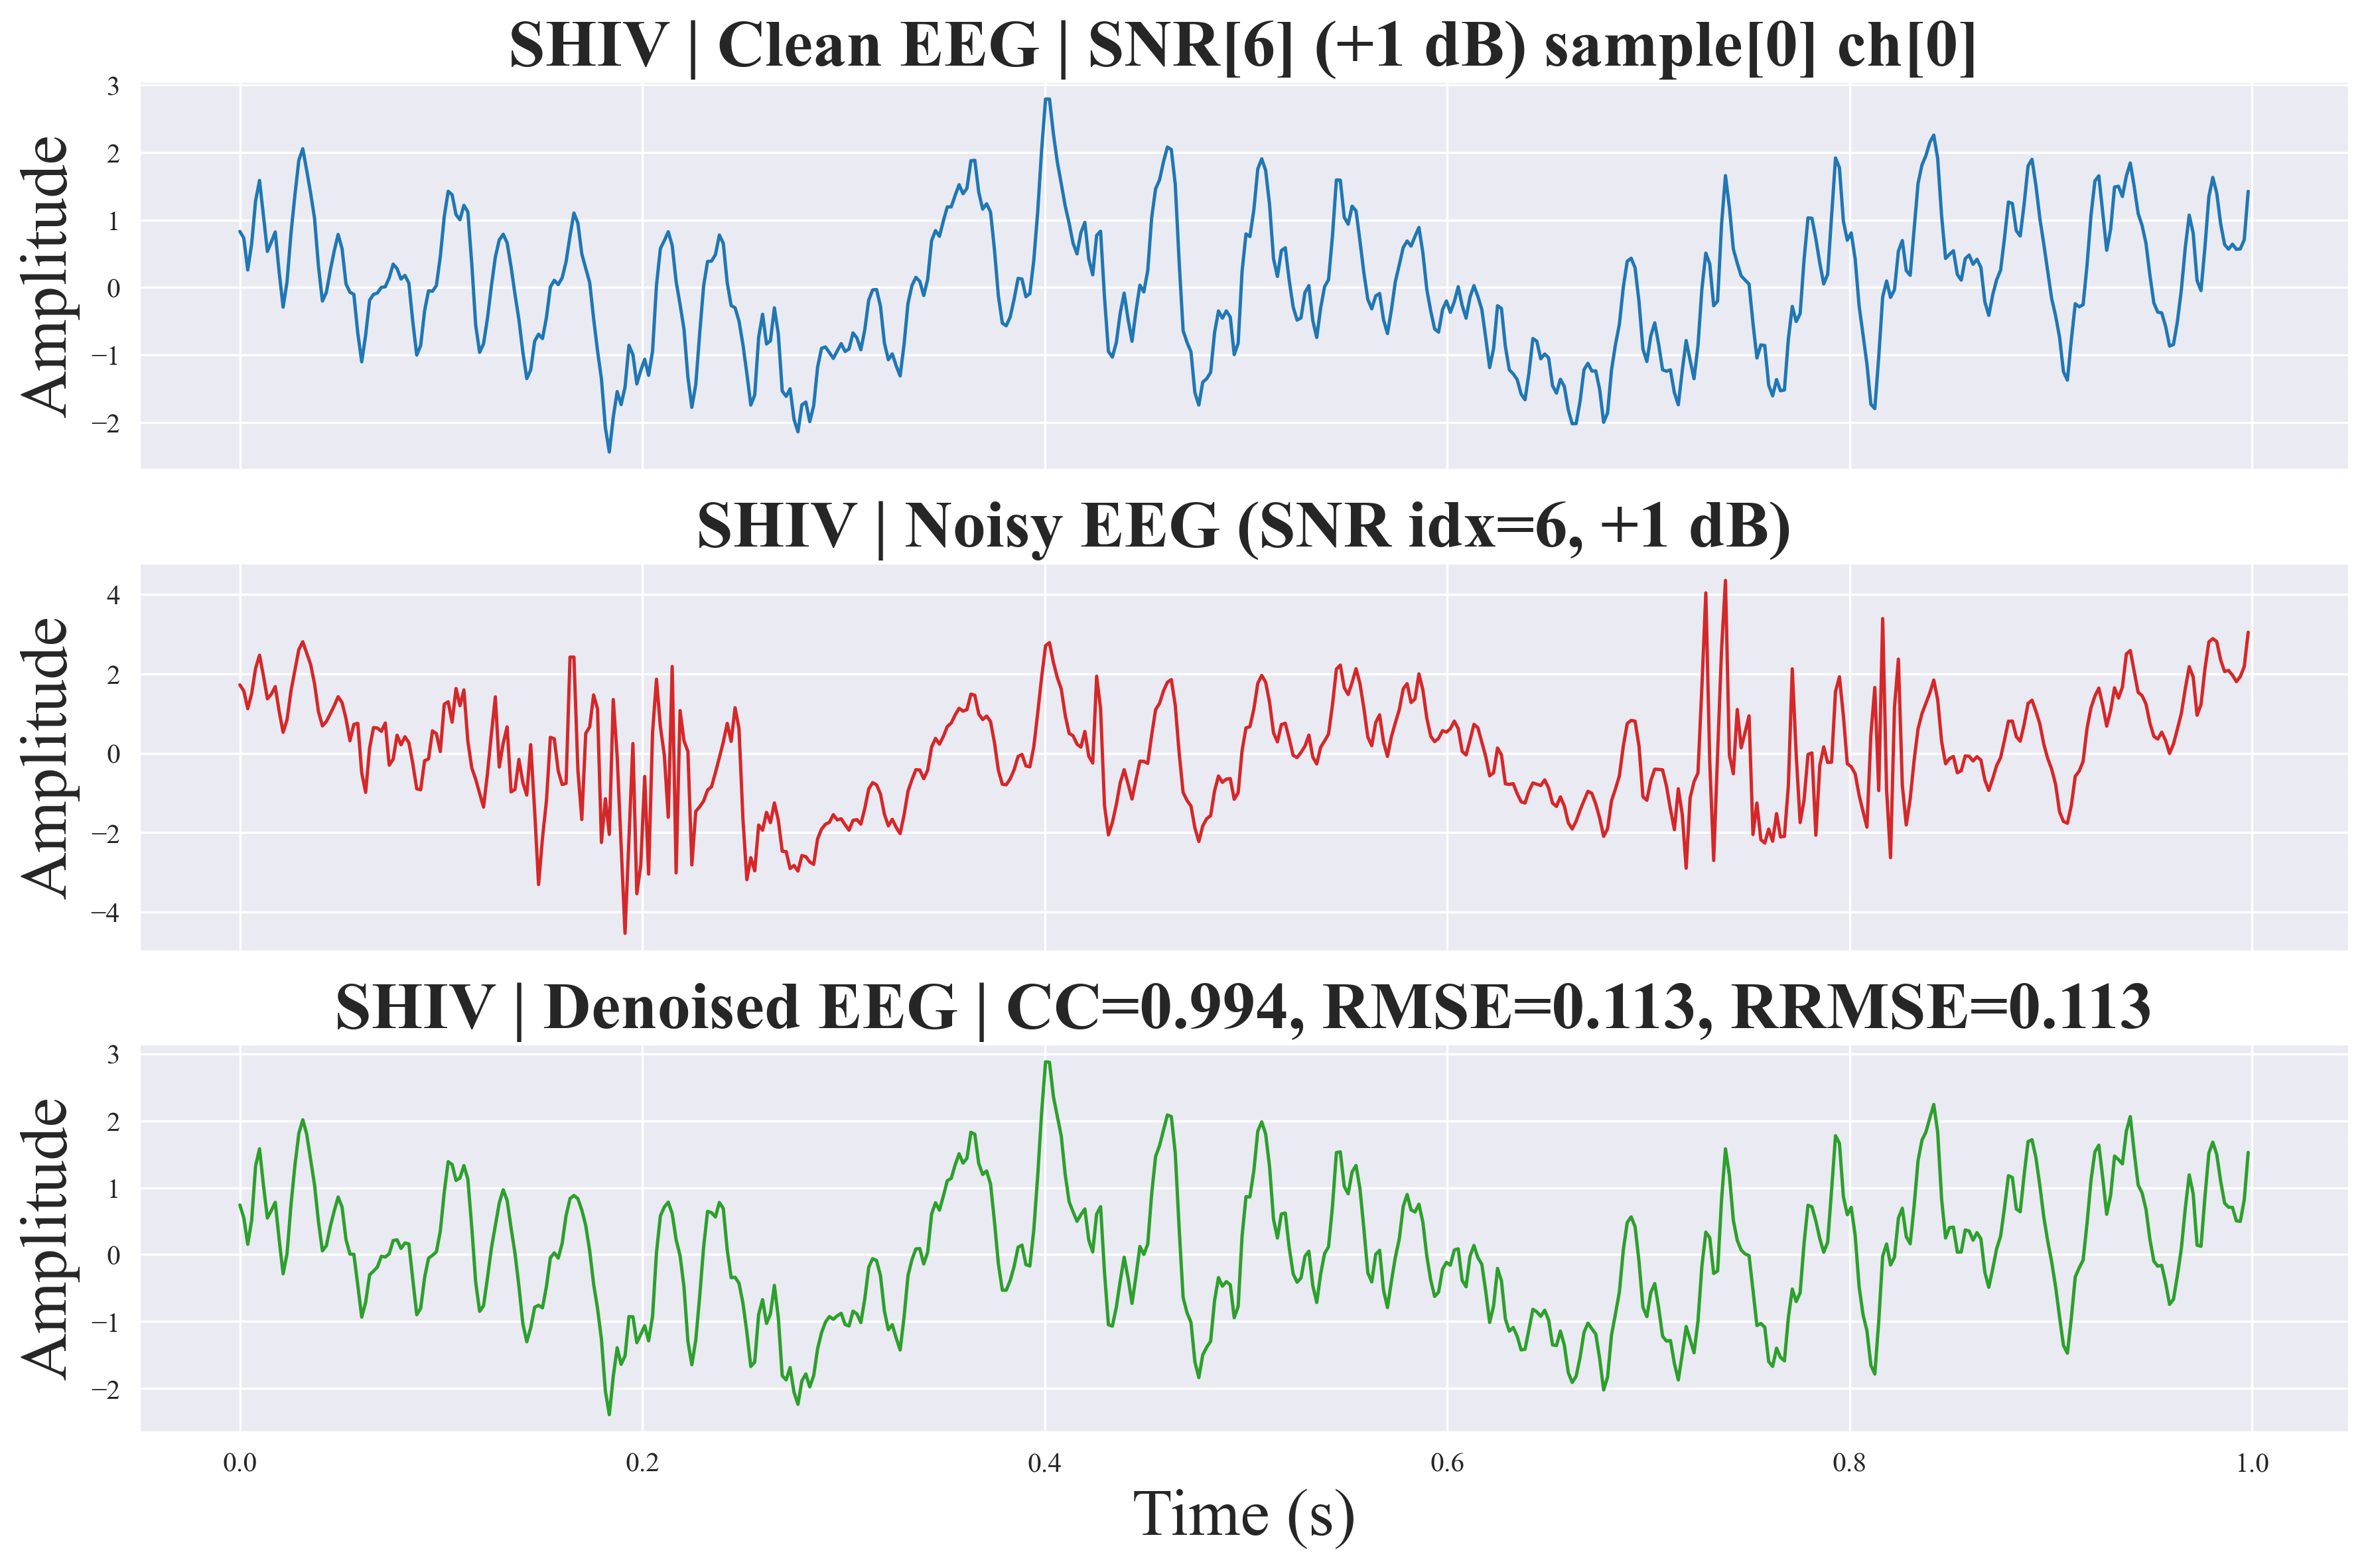 SHIV | Clean EEG | SNR[6] (+1 dB) sample[0] ch[0]
3
2
1
0
−1
−2
Amplitude
SHIV | Noisy EEG (SNR idx=6, +1 dB)
4
2
0
−2
−4
Amplitude
SHIV | Denoised EEG | CC=0.994, RMSE=0.113, RRMSE=0.113
3
2
1
0
−1
−2
Amplitude
0.0 0.2 0.4 0.6 0.8 1.0
Time (s)